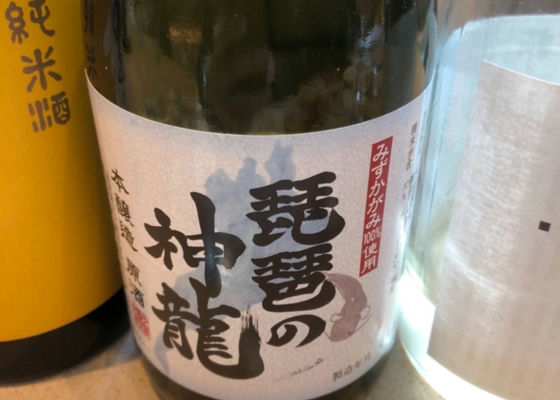 純米酒
みずかがみ100%使用
琵琶の
神龍
本醸造 原酒
製造年月